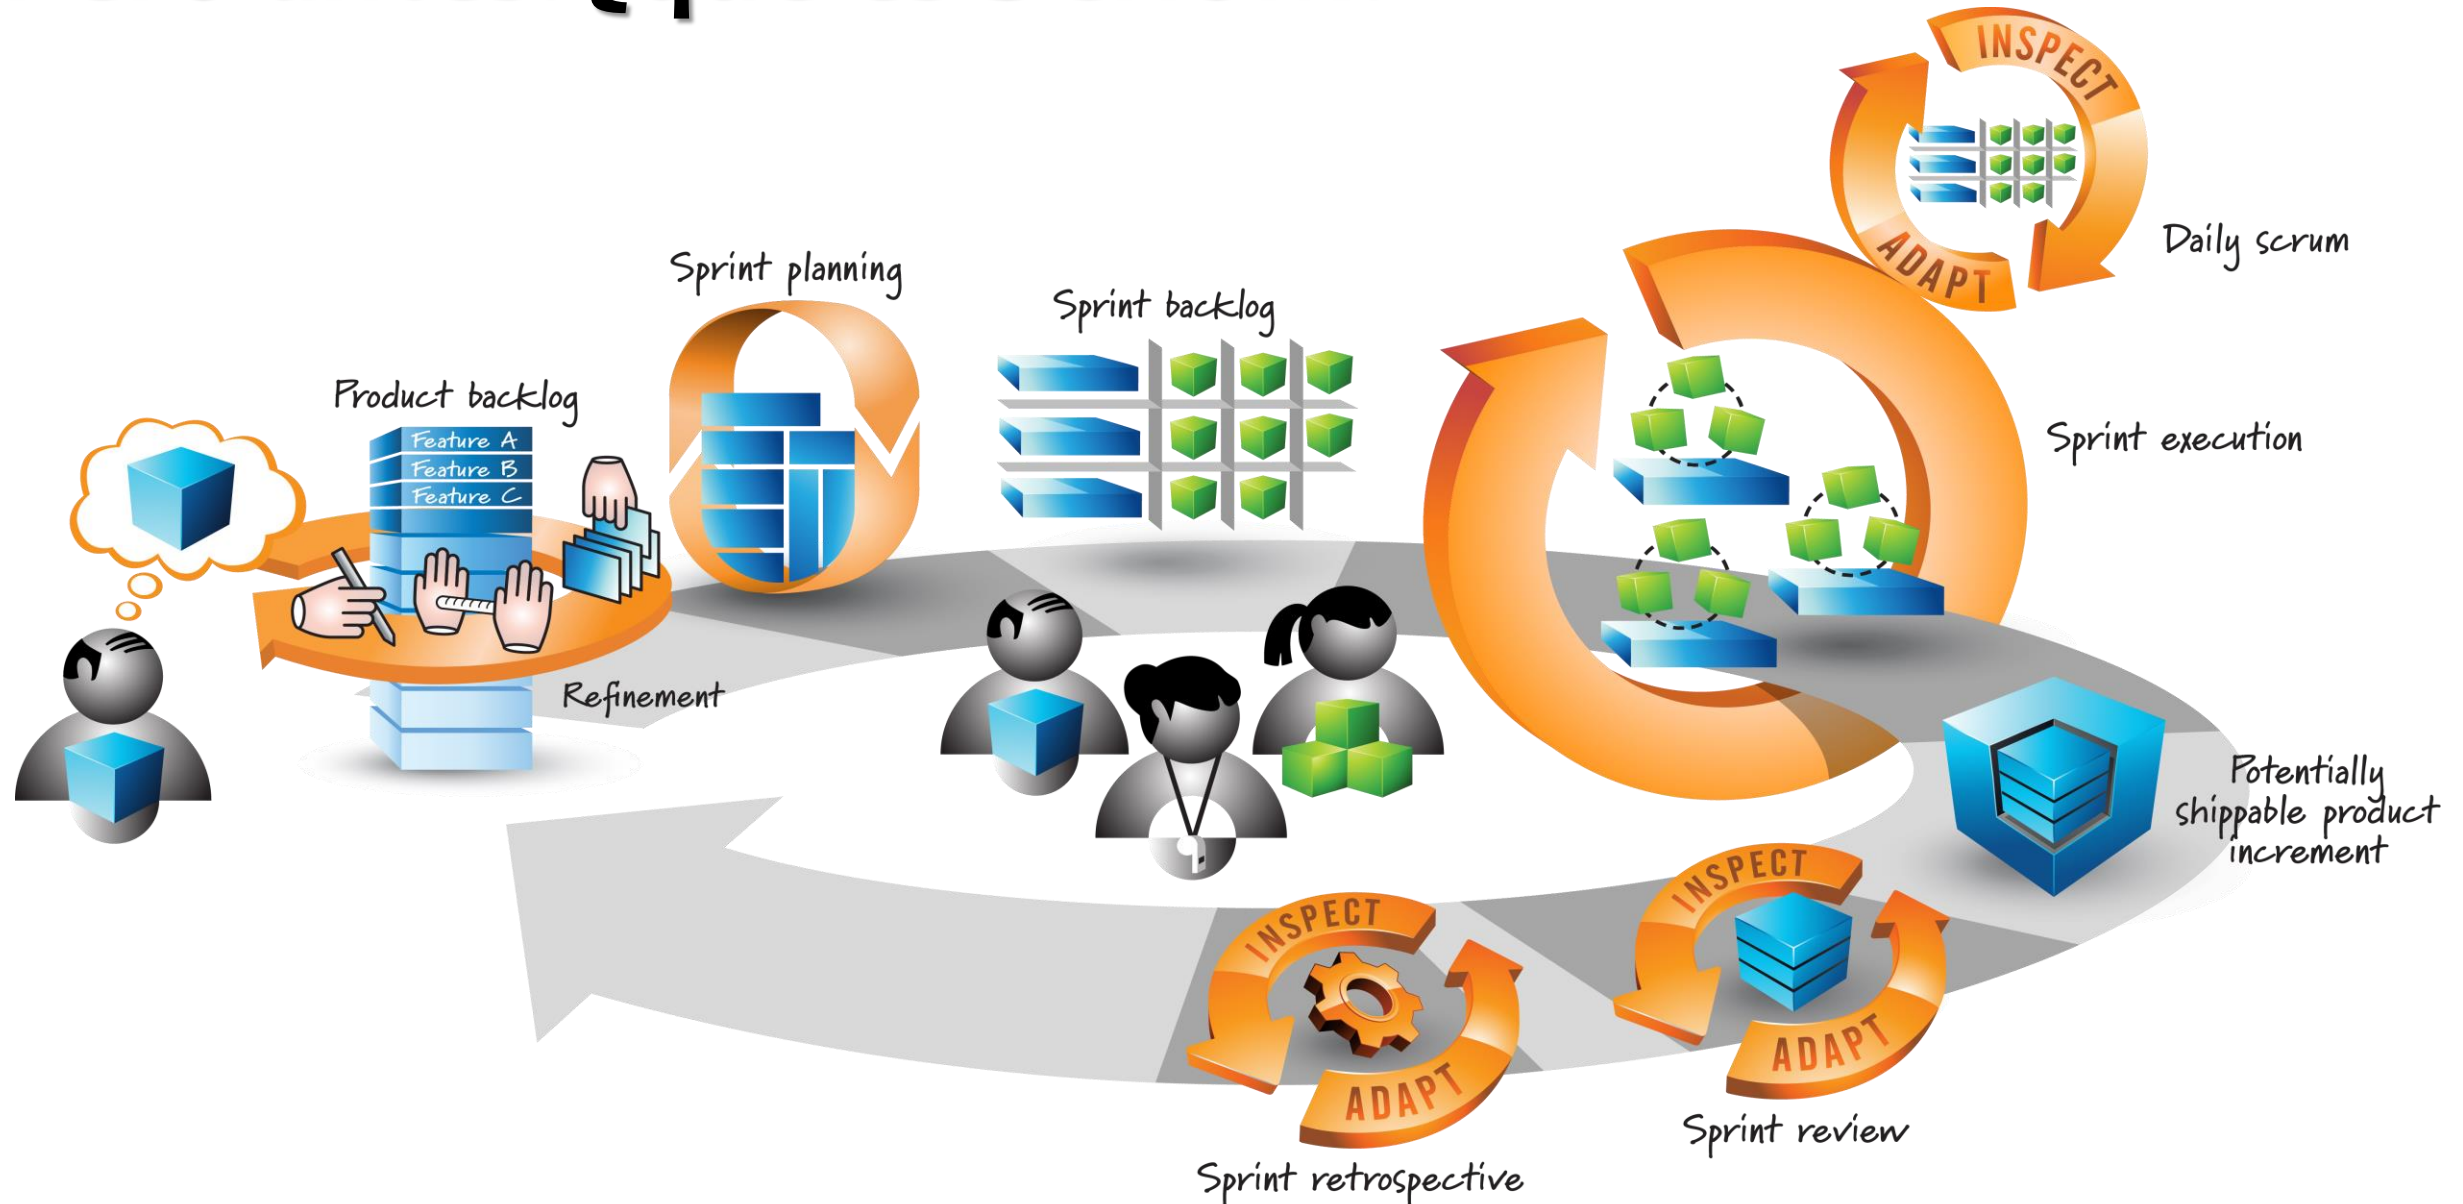 INSPECT
ADAPT
Daily scrum
Sprint planning
Sprint backlog
Product backlog
Feature A
Feature B
Feature C
Sprint execution
Refinement
Potentially
shippable product
increment
INSPECT
ADAPT
Sprint review
INSPECT
ADAPT
Sprint retrospective